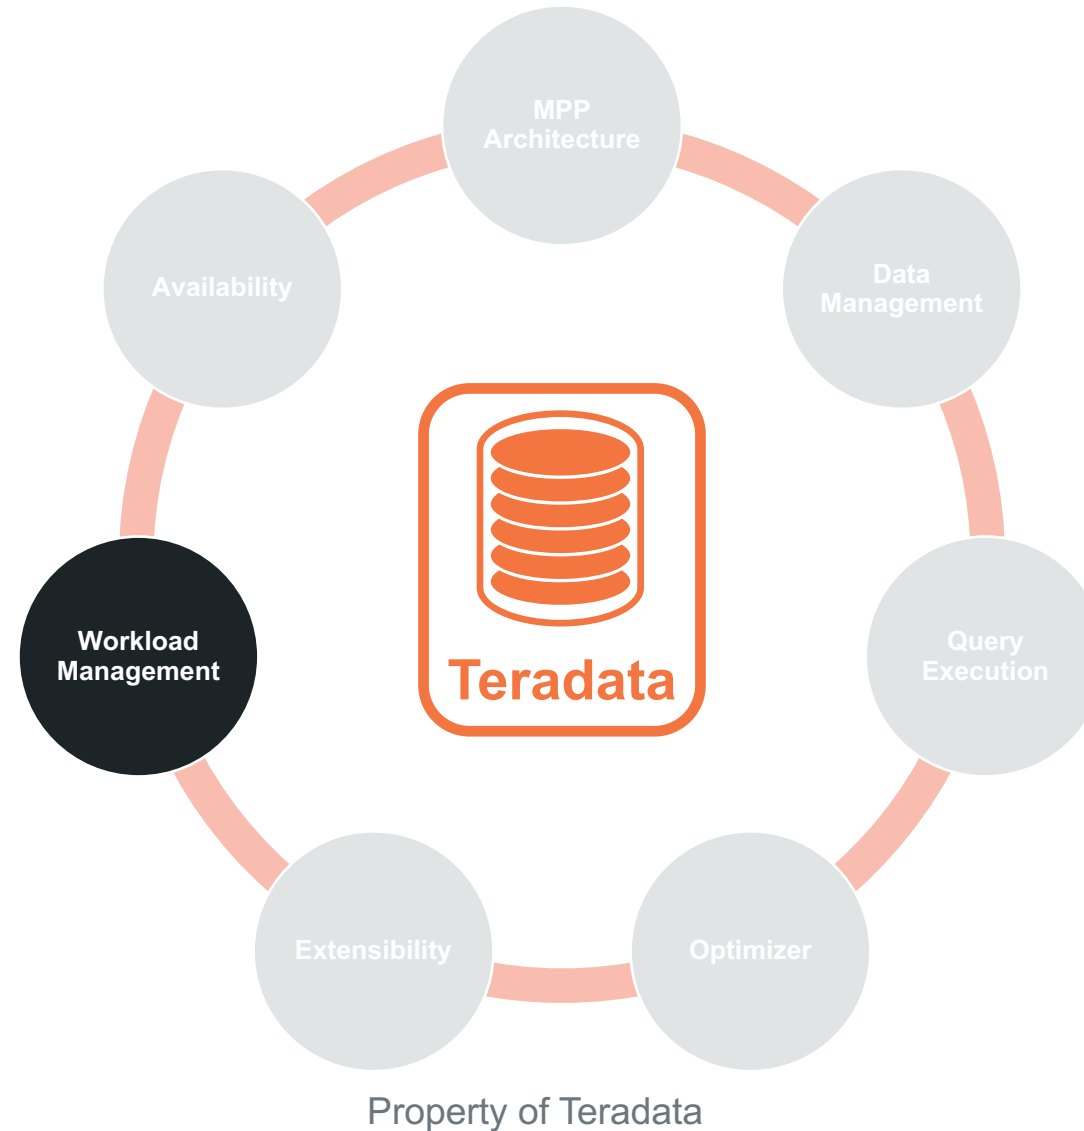 MPP
Architecture
Availability
Data
Management
Workload
Management
Teradata
Query
Execution
Extensibility
Optimizer
Property of Teradata